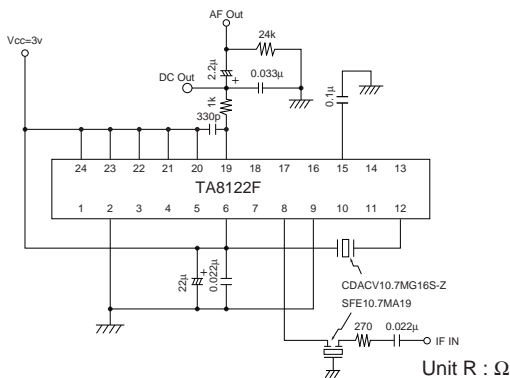 AF Out
Vcc=3v
24k
2.2μ
+
DC Out
0.033μ
1k
0.1μ
330p
24 23 22 21 20 19 18 17 16 15 14 13
TA8122F
1 2 3 4 5 6 7 8 9 10 11 12
22μ
+
0.022μ
CDACV10.7MG16S-Z
SFE10.7MA19
270
0.022μ
IF IN
Unit R : Ω